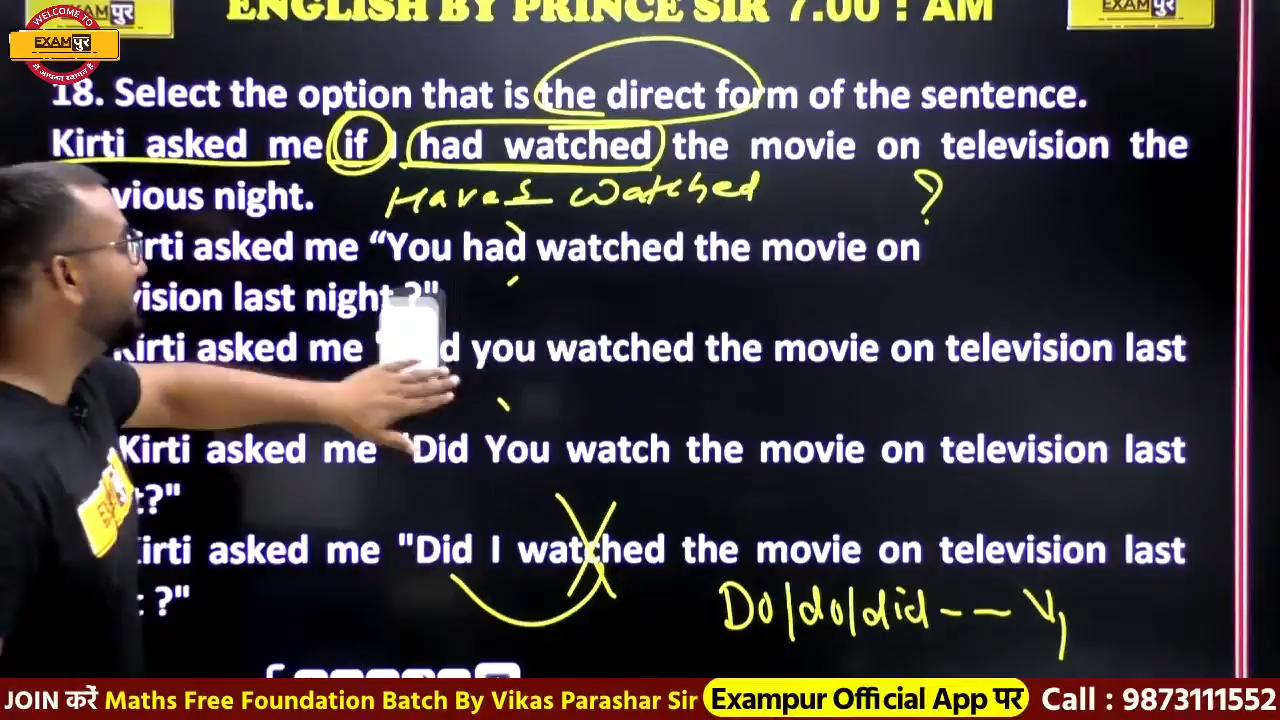 ENGLISH BY PRINCE SIR 7.00 : AM
EXAMपुर
EXAMपुर
WELCOME TO
EXAMपुर
में आपका स्वागत है
18. Select the option that is the direct form of the sentence.
Kirti asked me if I had watched the movie on television the
vious night.
Have watched ?
irti asked me “You had watched the movie on
vision last night ?"
Kirti asked me " d you watched the movie on television last
Kirti asked me "Did You watch the movie on television last
t?"
irti asked me "Did I watched the movie on television last
t ?"
Do/do/did -- V1
JOIN करें Maths Free Foundation Batch By Vikas Parashar Sir Exampur Official App पर Call : 9873111552